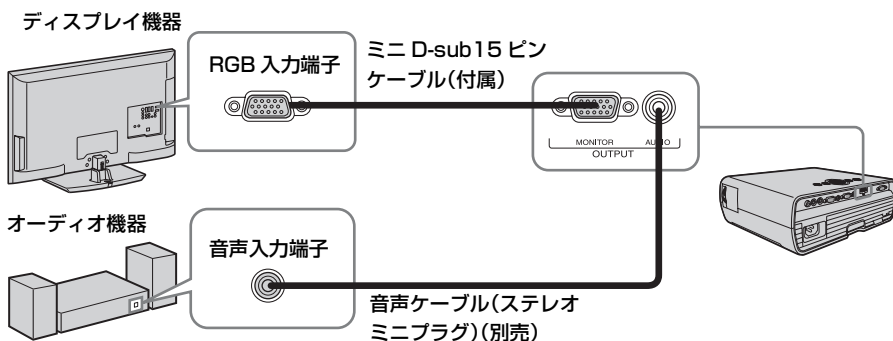 ディスプレイ機器
RGB 入力端子
ミニ D-sub15 ピン
ケーブル（付属）
MONITOR
AUDIO
OUTPUT
オーディオ機器
音声入力端子
音声ケーブル（ステレオ
ミニプラグ）（別売）